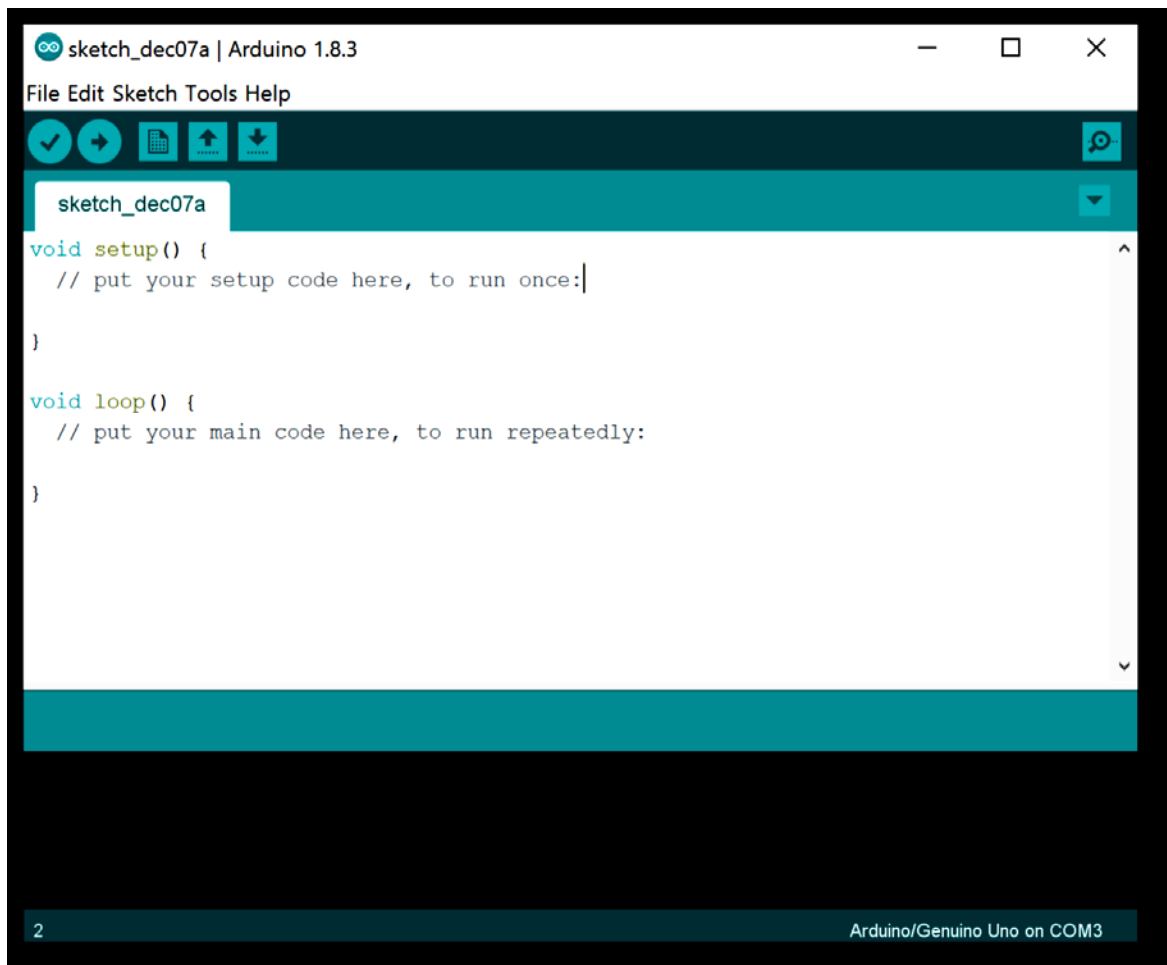 sketch_dec07a | Arduino 1.8.3
File Edit Sketch Tools Help
sketch_dec07a
void setup() {
  // put your setup code here, to run once:
}
void loop() {
  // put your main code here, to run repeatedly:
}
2
Arduino/Genuino Uno on COM3